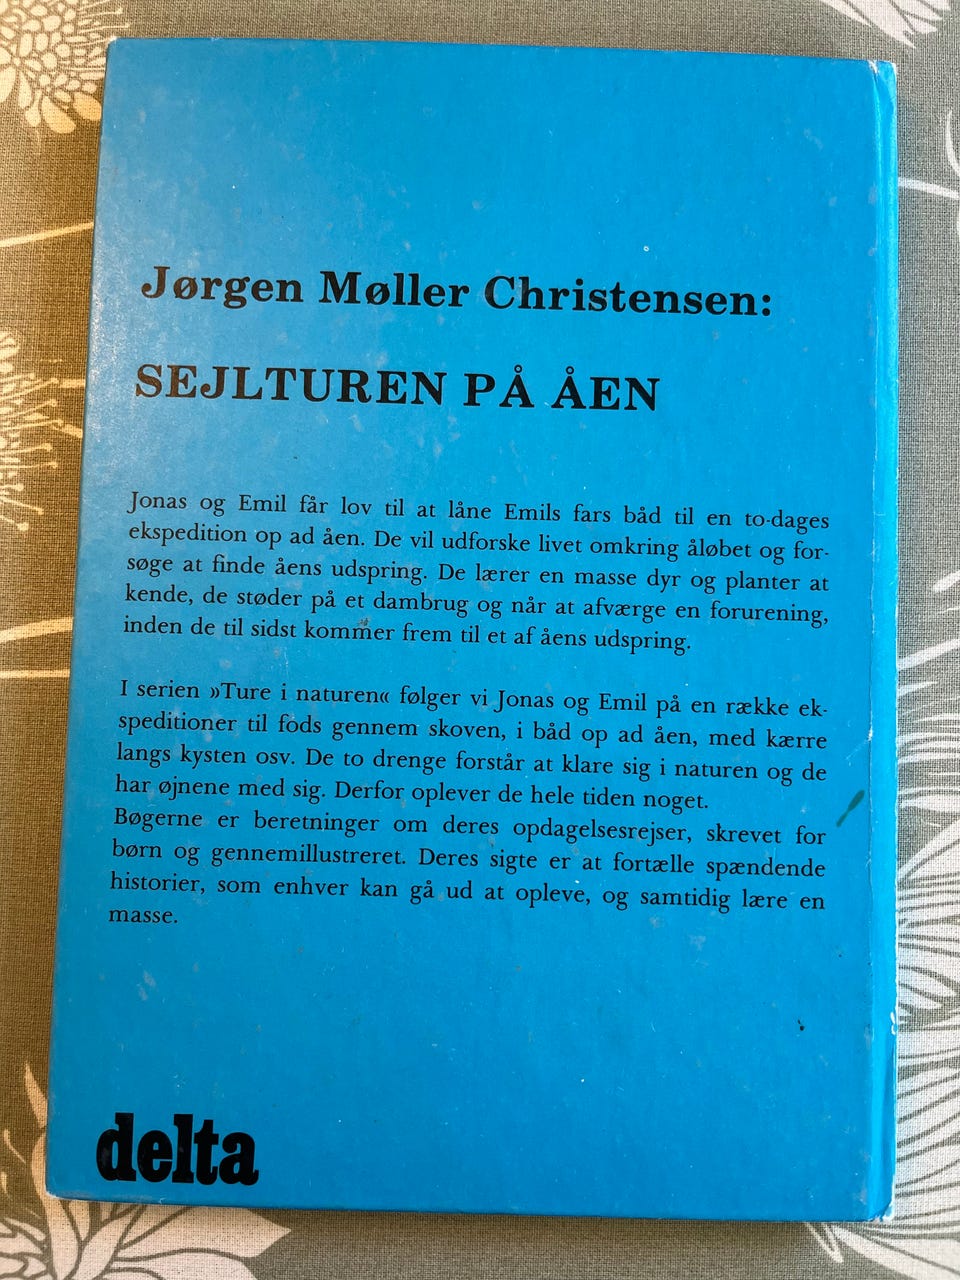 Jørgen Møller Christensen:
SEJLTUREN PÅ ÅEN
Jonas og Emil får lov til at låne Emils fars båd til en to-dages
ekspedition op ad åen. De vil udforske livet omkring åløbet og for-
søge at finde åens udspring. De lærer en masse dyr og planter at
kende, de støder på et dambrug og når at afværge en forurening,
inden de til sidst kommer frem til et af åens udspring.
I serien »Ture i naturen« følger vi Jonas og Emil på en række ek-
speditioner til fods gennem skoven, i båd op ad åen, med kærre
langs kysten osv. De to drenge forstår at klare sig i naturen og de
har øjnene med sig. Derfor oplever de hele tiden noget.
Bøgerne er beretninger om deres opdagelsesrejser, skrevet for
børn og gennemillustreret. Deres sigte er at fortælle spændende
historier, som enhver kan gå ud at opleve, og samtidig lære en
masse.
delta